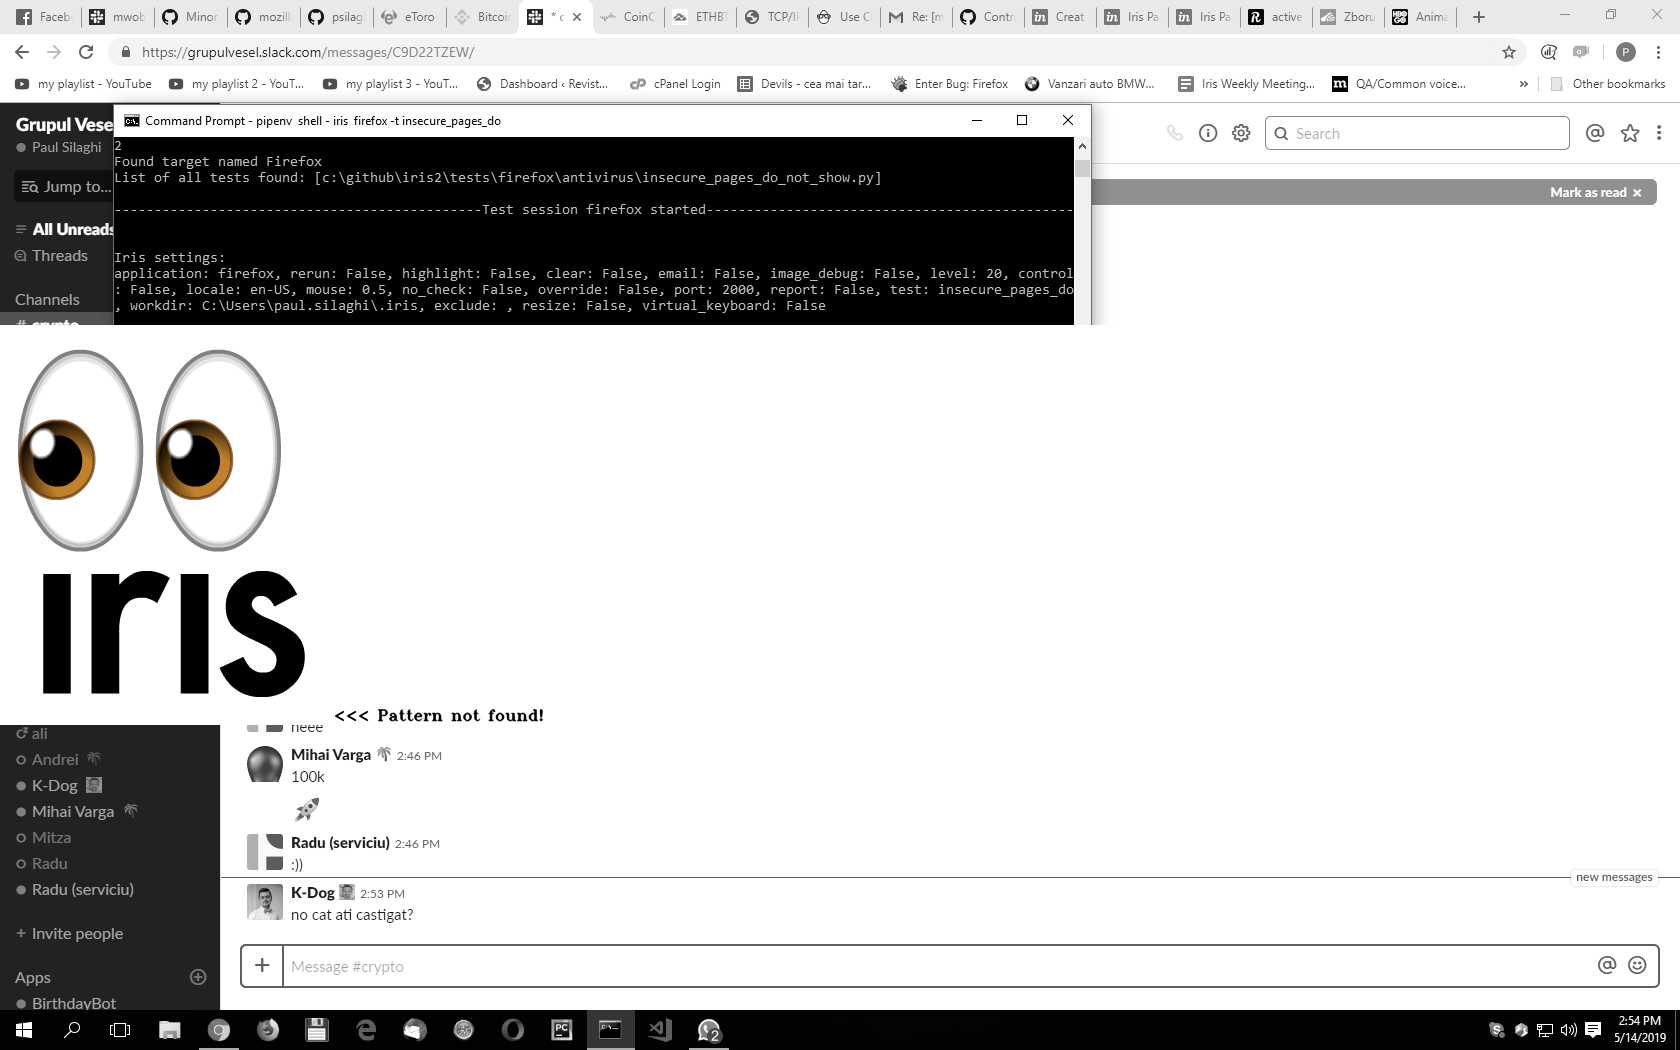 Faceb
mwob
Minor
mozill
psilag
eToro
Bitcoin
* c
CoinC
ETHBT
TCP/IP
Use C
Re: [m
Contr
Creat
Iris Pa
Iris Pa
active
Zboru
Anima
https://grupulvesel.slack.com/messages/C9D22TZEW/
P
my playlist - YouTube
my playlist 2 - YouT...
my playlist 3 - YouT...
Dashboard ‹ Revist...
cPanel Login
Devils - cea mai tar...
Enter Bug: Firefox
Vanzari auto BMW...
Iris Weekly Meeting...
QA/Common voice...
»
Other bookmarks
Grupul Vese
Paul Silaghi
Jump to...
All Unreads
Threads
Channels
# crypto
Command Prompt - pipenv shell - iris firefox -t insecure_pages_do
2
Found target named Firefox
List of all tests found: [c:\github\iris2\tests\firefox\antivirus\insecure_pages_do_not_show.py]
----------------------------------------------Test session firefox started----------------------------------------------
Iris settings:
application: firefox, rerun: False, highlight: False, clear: False, email: False, image_debug: False, level: 20, control
: False, locale: en-US, mouse: 0.5, no_check: False, override: False, port: 2000, report: False, test: insecure_pages_do
, workdir: C:\Users\paul.silaghi\.iris, exclude: , resize: False, virtual_keyboard: False
Search
Mark as read ×
iris
<<< Pattern not found!
ali
Andrei
K-Dog
Mihai Varga
Mitza
Radu
Radu (serviciu)
+ Invite people
Apps
BirthdayBot
heee
Mihai Varga 2:46 PM
100k
Radu (serviciu) 2:46 PM
:))
new messages
K-Dog 2:53 PM
no cat ati castigat?
Message #crypto
PC
2
2:54 PM
5/14/2019